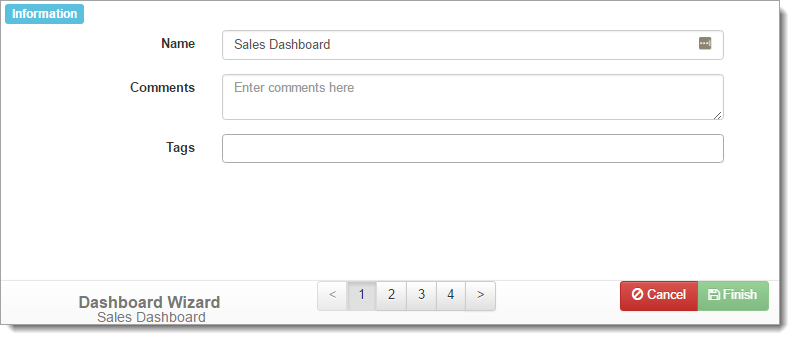 Information
Name Sales Dashboard
Comments Enter comments here
Tags
Dashboard Wizard
Sales Dashboard
< 1 2 3 4 >
Cancel Finish